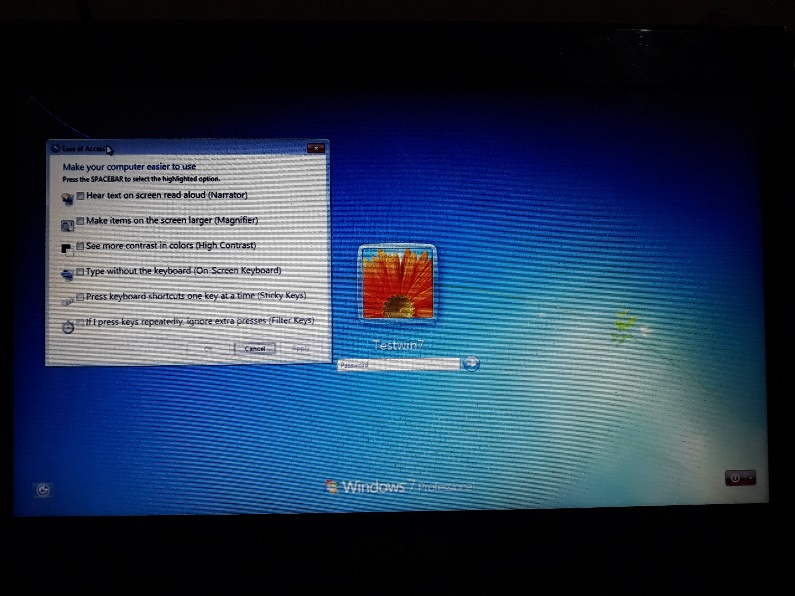 Ease of Access
Make your computer easier to use
Press the SPACEBAR to select the highlighted option.
Hear text on screen read aloud (Narrator)
Make items on the screen larger (Magnifier)
See more contrast in colors (High Contrast)
Type without the keyboard (On-Screen Keyboard)
Press keyboard shortcuts one key at a time (Sticky Keys)
If I press keys repeatedly, ignore extra presses (Filter Keys)
OK Cancel Apply
Testwin7
Password
Windows 7 Professional